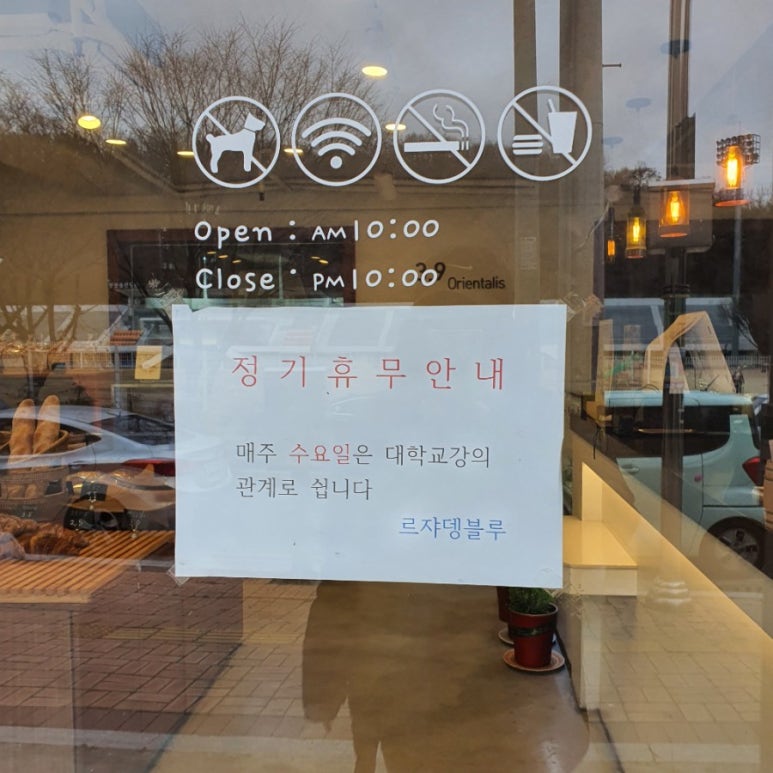 Open : AM10:00
Close : PM10:00
Orientalis
정기휴무안내
매주 수요일은 대학교강의
관계로 쉽니다
르쟈뎅블루